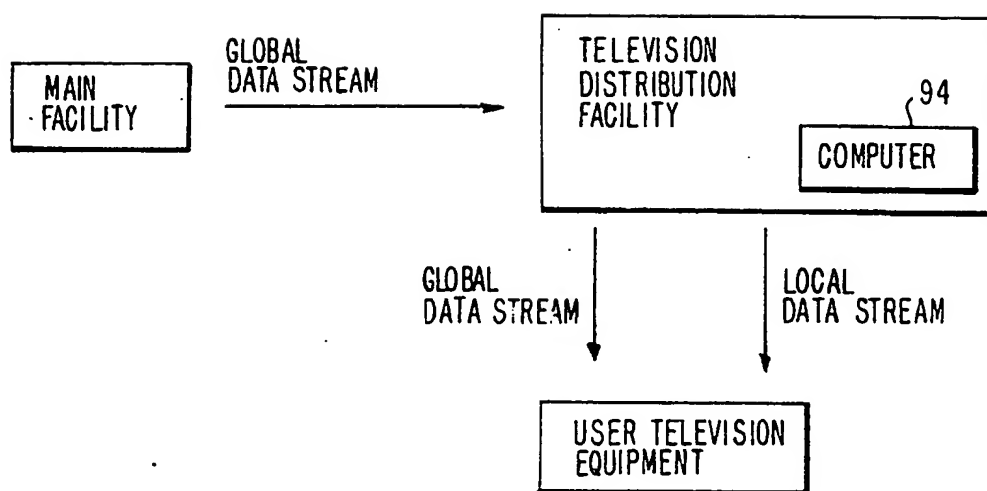 GLOBAL
DATA STREAM
MAIN
FACILITY
TELEVISION
DISTRIBUTION
FACILITY
94
COMPUTER
GLOBAL
DATA STREAM
LOCAL
DATA STREAM
USER TELEVISION
EQUIPMENT